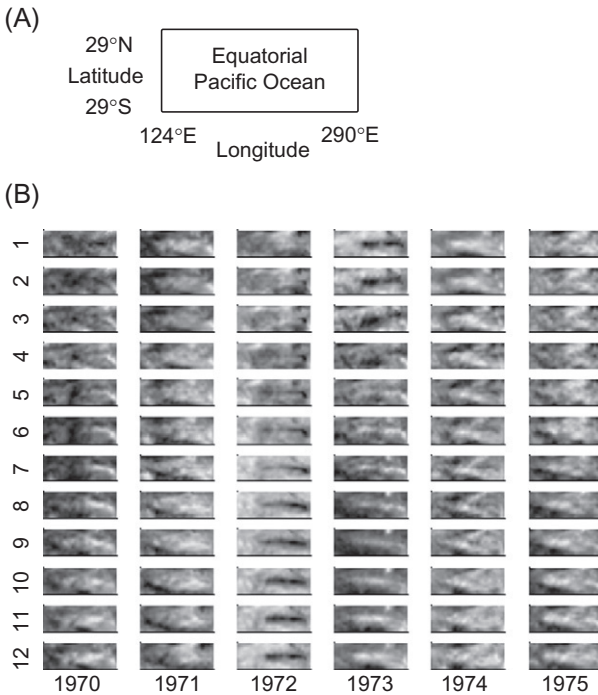 (A)
29°N
Latitude
29°S
Equatorial
Pacific Ocean
124°E
290°E
Longitude
(B)
1
2
3
4
5
6
7
8
9
10
11
12
1970 1971 1972 1973 1974 1975